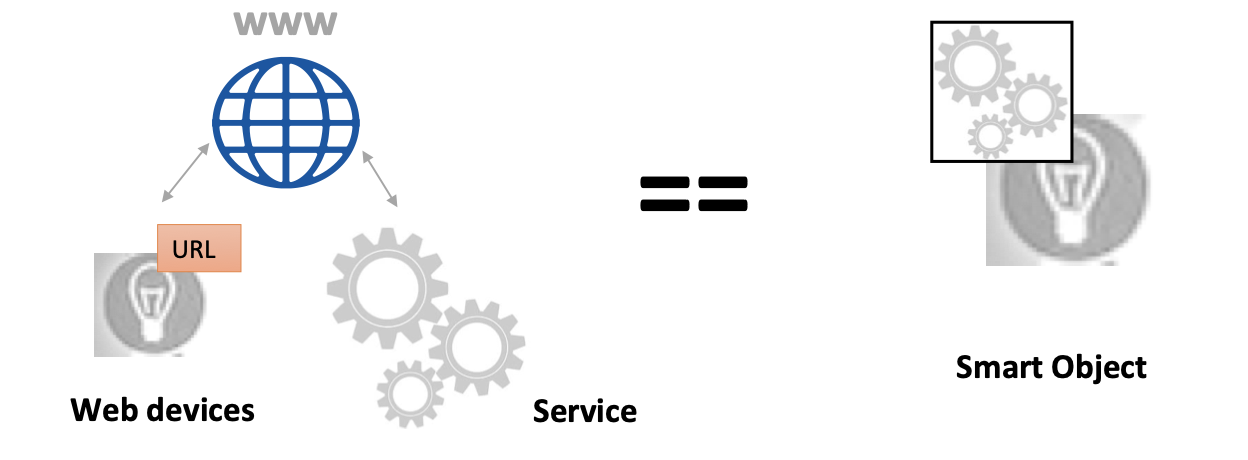 www
URL
==
Web devices
Service
Smart Object